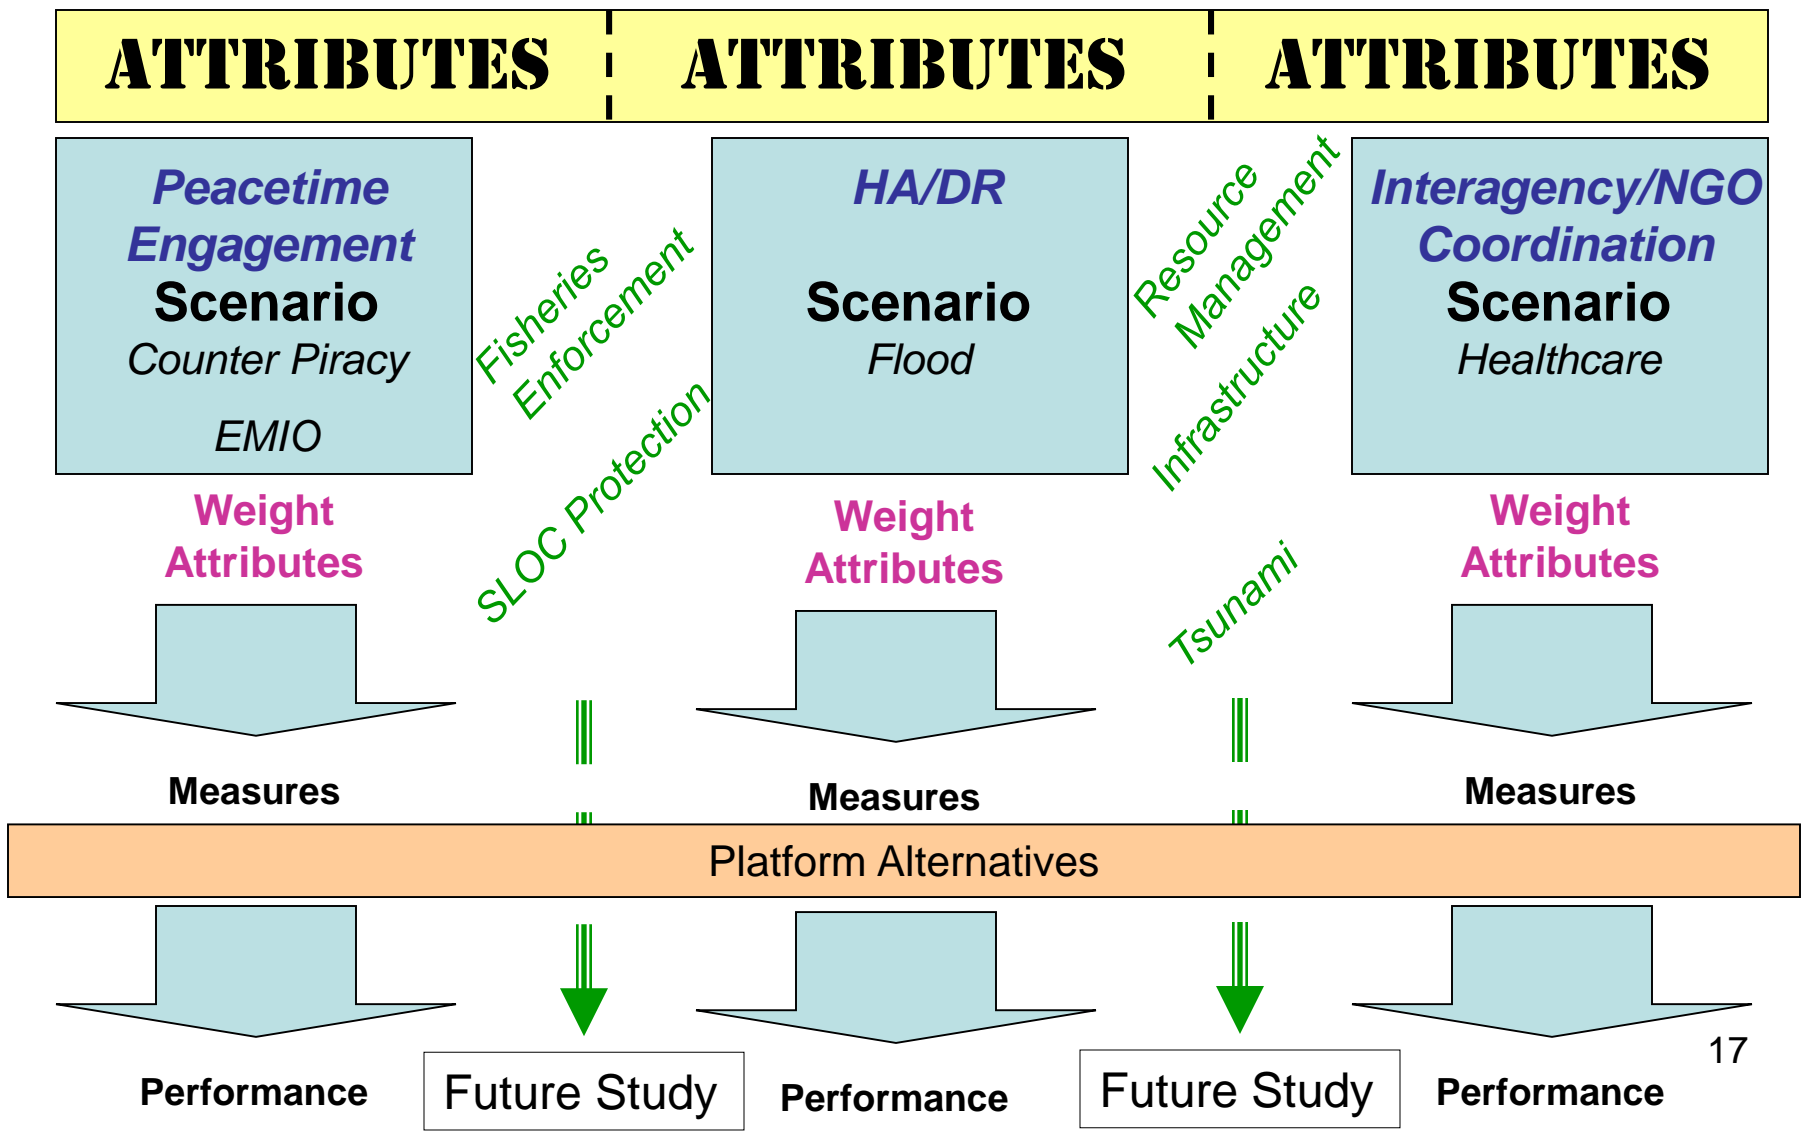 ATTRIBUTES ATTRIBUTES ATTRIBUTES
Peacetime
Engagement
Scenario
Counter Piracy
EMIO
Fisheries
Enforcement
SLOC Protection
HA/DR
Scenario
Flood
Resource
Management
Infrastructure
Tsunami
Interagency/NGO
Coordination
Scenario
Healthcare
Weight
Attributes
Weight
Attributes
Weight
Attributes
Measures
Measures
Measures
Platform Alternatives
Performance
Future Study
Performance
Future Study
Performance
17